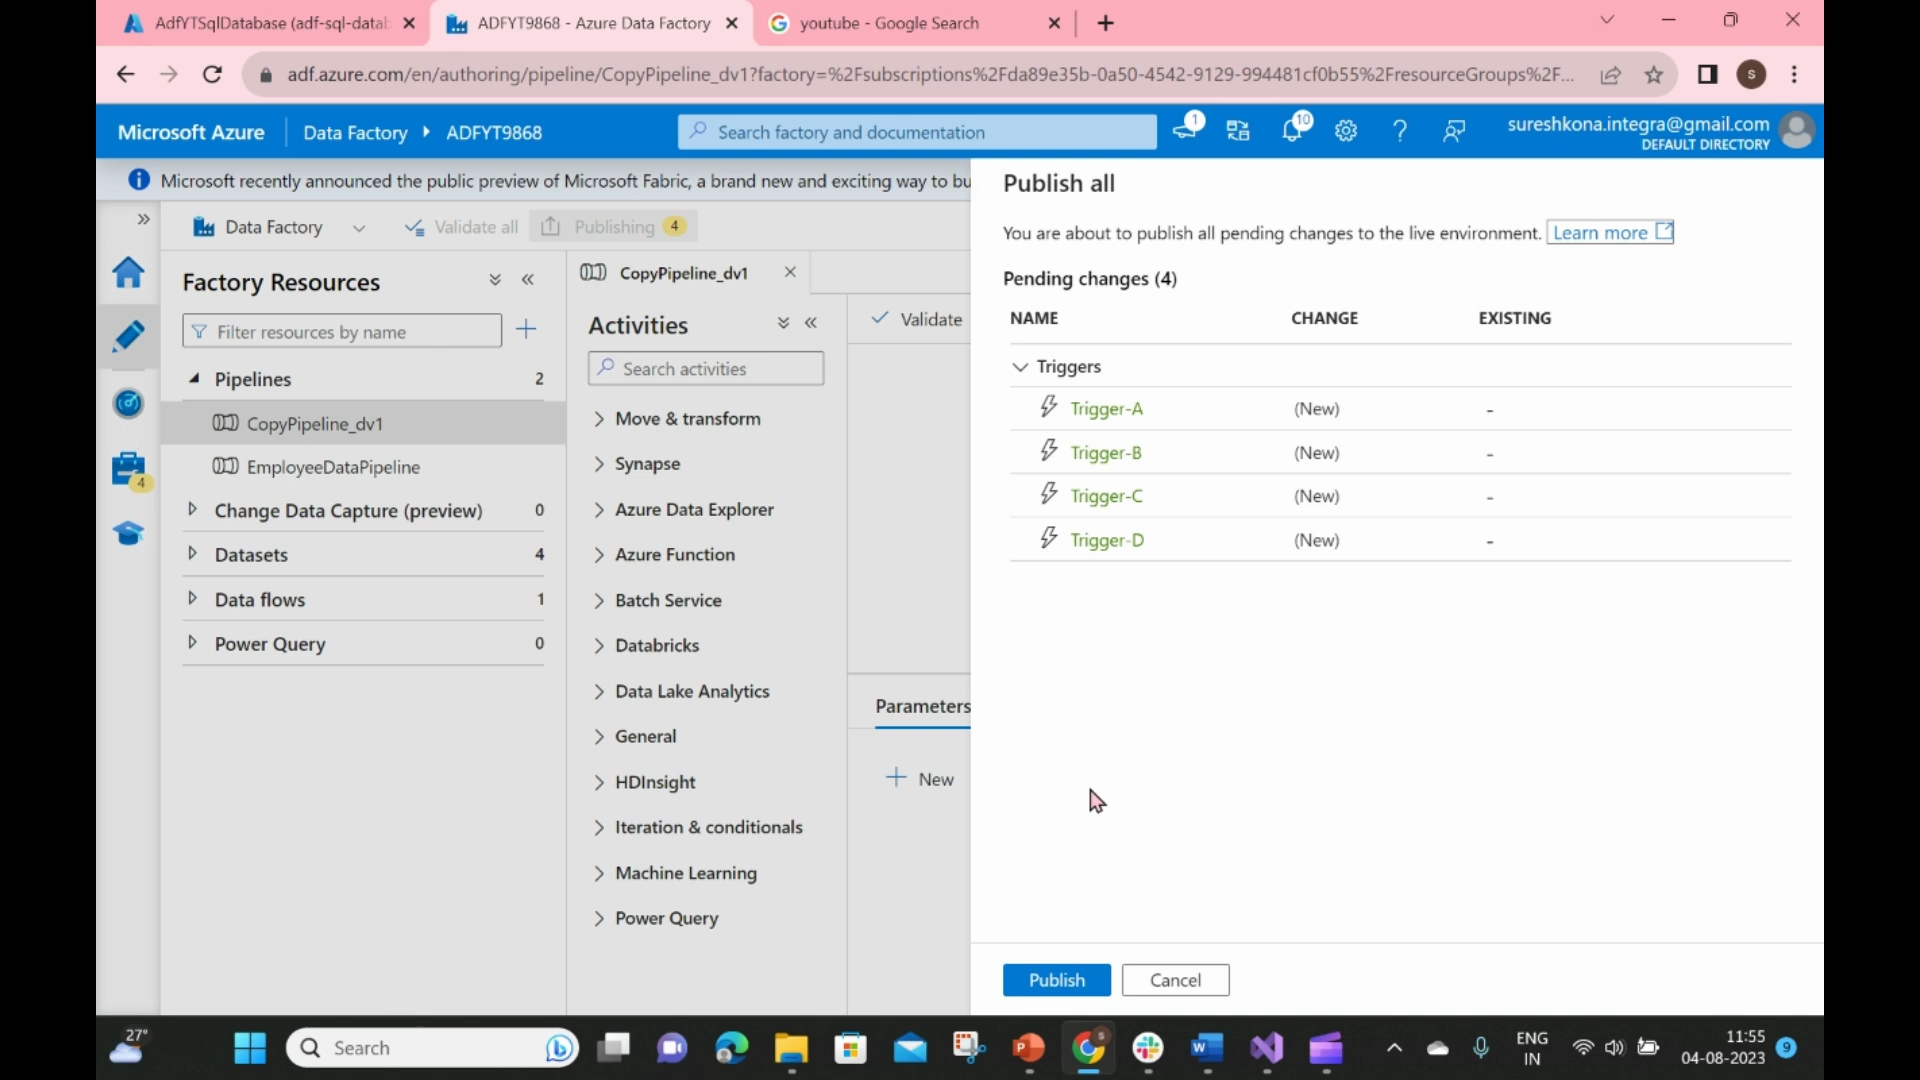 AdfYTSqlDatabase (adf-sql-datab
ADFYT9868 - Azure Data Factory
youtube - Google Search
adf.azure.com/en/authoring/pipeline/CopyPipeline_dv1?factory=%2Fsubscriptions%2Fda89e35b-0a50-4542-9129-994481cf0b55%2FresourceGroups%2F...
S
Microsoft Azure
Data Factory
ADFYT9868
Search factory and documentation
1
10
sureshkona.integra@gmail.com
DEFAULT DIRECTORY
Microsoft recently announced the public preview of Microsoft Fabric, a brand new and exciting way to bu
Data Factory
Validate all
Publishing 4
Factory Resources
Filter resources by name
Pipelines 2
CopyPipeline_dv1
EmployeeDataPipeline
Change Data Capture (preview) 0
Datasets 4
Data flows 1
Power Query 0
4
CopyPipeline_dv1
Activities
Search activities
Move & transform
Synapse
Azure Data Explorer
Azure Function
Batch Service
Databricks
Data Lake Analytics
General
HDInsight
Iteration & conditionals
Machine Learning
Power Query
Validate
Parameters
New
Publish all
You are about to publish all pending changes to the live environment. Learn more
Pending changes (4)
NAME CHANGE EXISTING
Triggers
Trigger-A (New) -
Trigger-B (New) -
Trigger-C (New) -
Trigger-D (New) -
Publish
Cancel
27°
Search
ENG
IN
11:55
04-08-2023
9